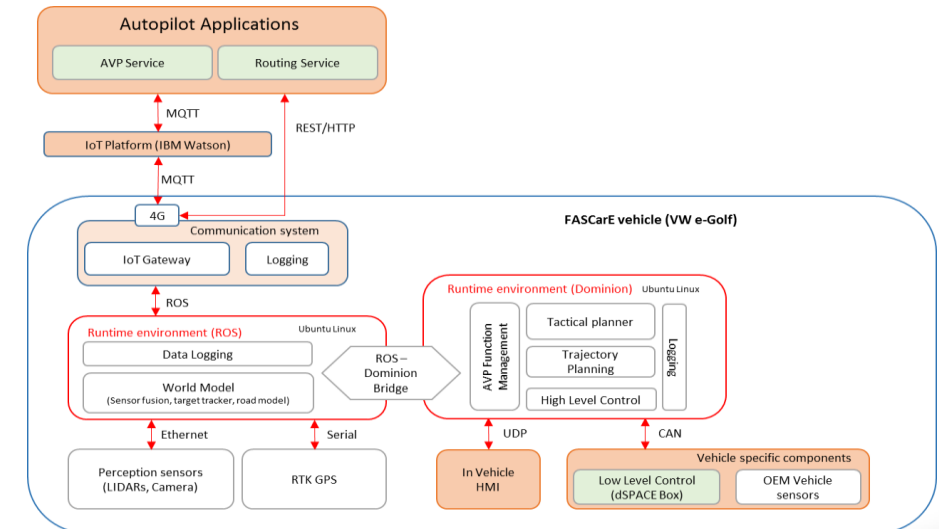 Autopilot Applications
AVP Service
Routing Service
MQTT
REST/HTTP
IoT Platform (IBM Watson)
MQTT
4G
FASCarE vehicle (VW e-Golf)
Communication system
IoT Gateway
Logging
ROS
Runtime environment (ROS)
Ubuntu Linux
Data Logging
World Model
(Sensor fusion, target tracker, road model)
ROS –
Dominion
Bridge
Runtime environment (Dominion)
Ubuntu Linux
AVP Function
Management
Tactical planner
Trajectory
Planning
High Level Control
Logging
Ethernet
Serial
UDP
CAN
Perception sensors
(LIDARs, Camera)
RTK GPS
In Vehicle
HMI
Vehicle specific components
Low Level Control
(dSPACE Box)
OEM Vehicle
sensors